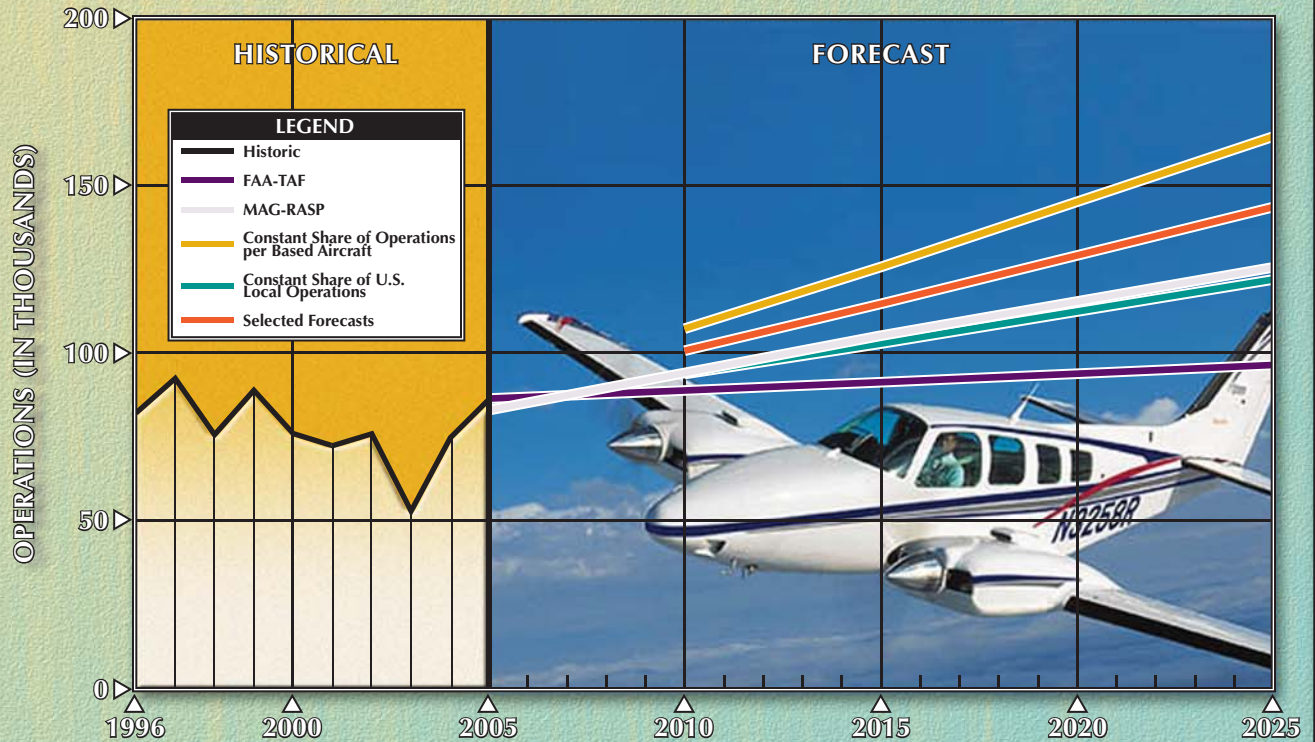 200
HISTORICAL
FORECAST
LEGEND
Historic
FAA-TAF
MAG-RASP
Constant Share of Operations
per Based Aircraft
Constant Share of U.S.
Local Operations
Selected Forecasts
OPERATIONS (IN THOUSANDS)
150
100
50
0
N3258R
1996
2000
2005
2010
2015
2020
2025